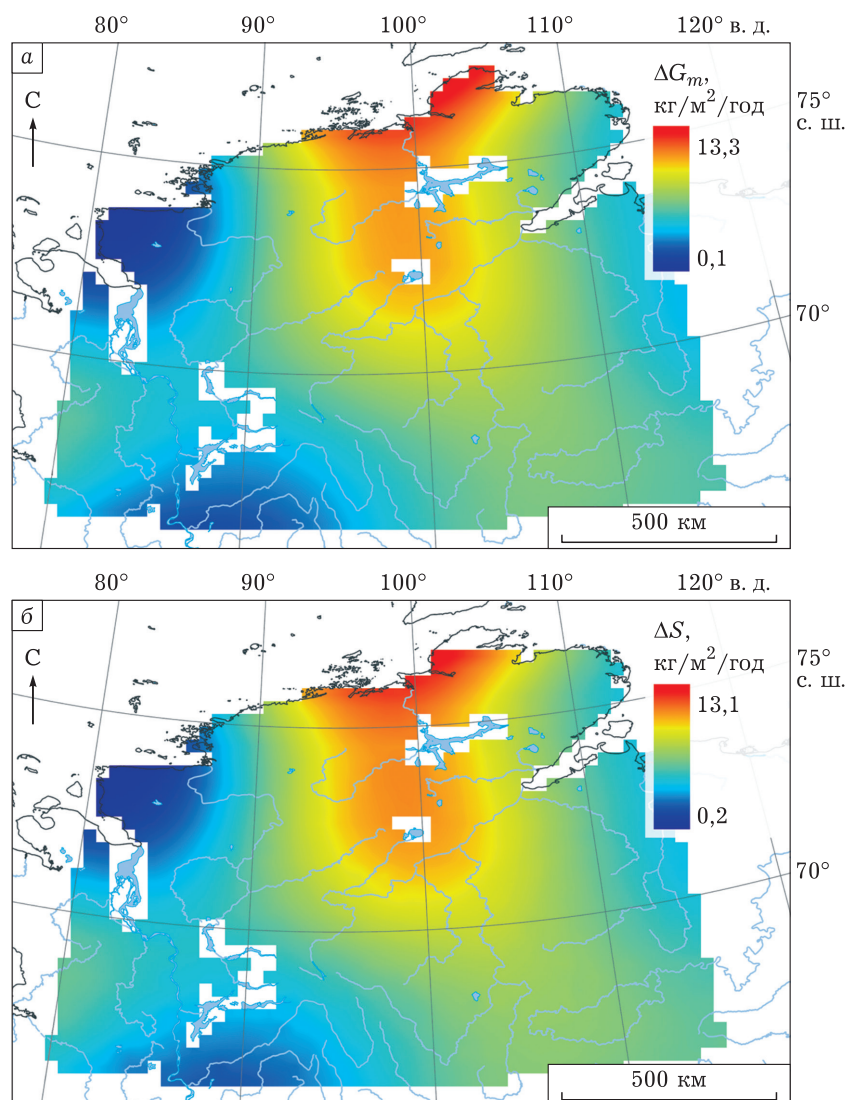 80° 90° 100° 110° 120° в. д.
а
С
ΔGₘ,
кг/м²/год
13,3
0,1
75°
с. ш.
70°
500 км
80° 90° 100° 110° 120° в. д.
б
С
ΔS,
кг/м²/год
13,1
0,2
75°
с. ш.
70°
500 км